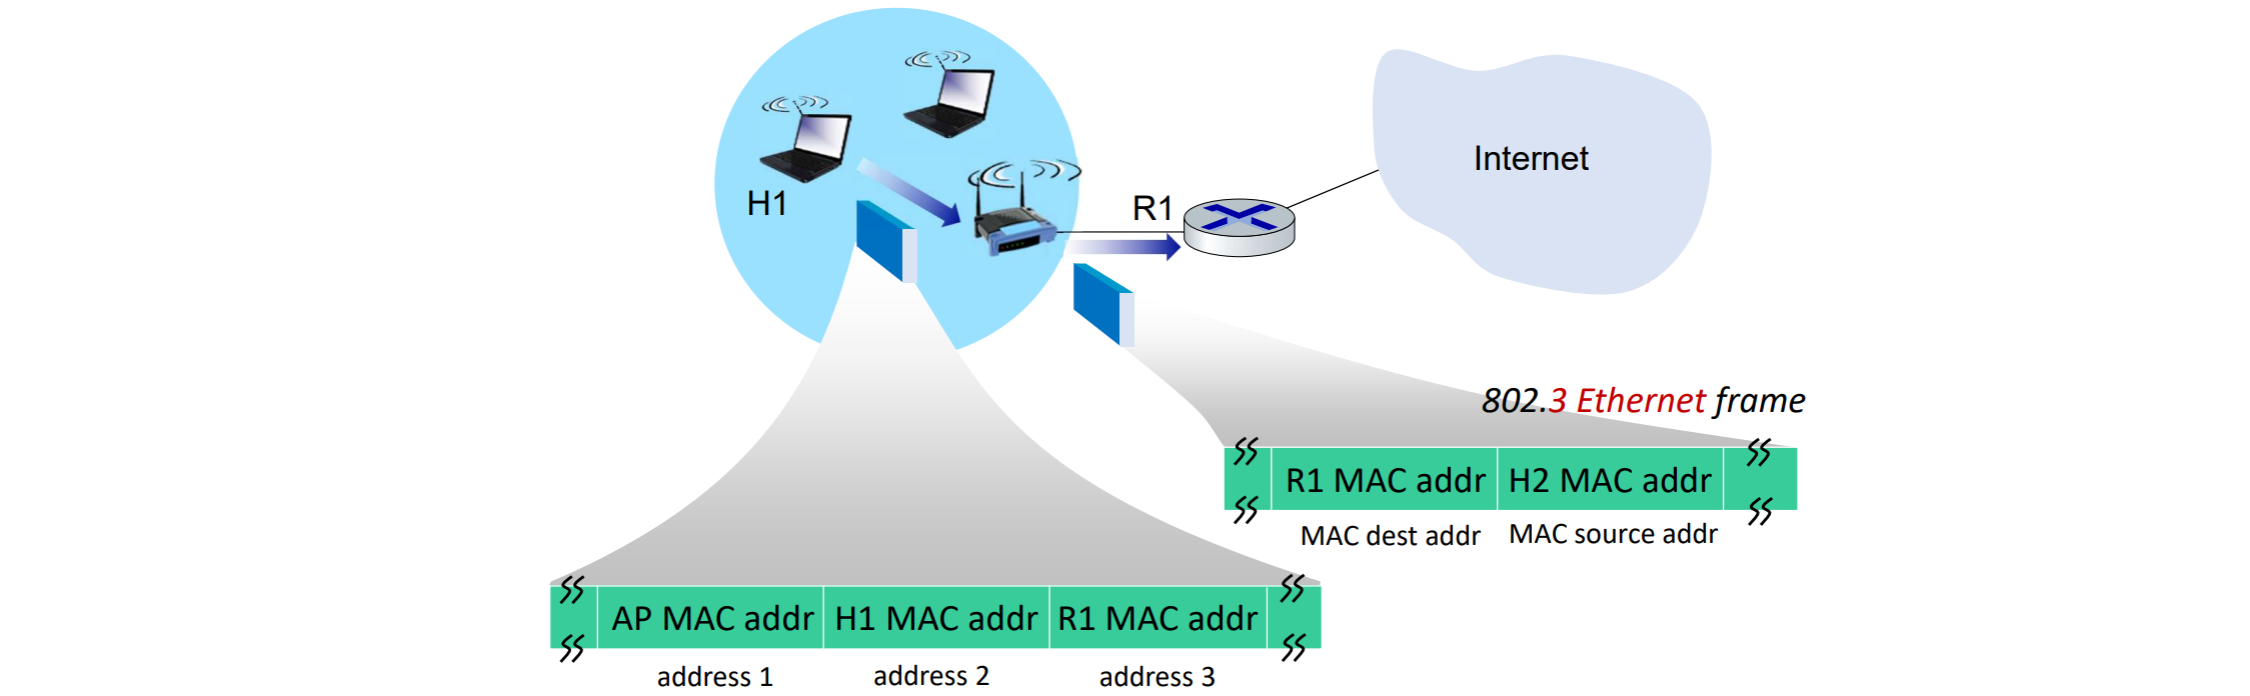 H1
R1
Internet
802.3 Ethernet frame
R1 MAC addr H2 MAC addr
MAC dest addr MAC source addr
AP MAC addr H1 MAC addr R1 MAC addr
address 1 address 2 address 3